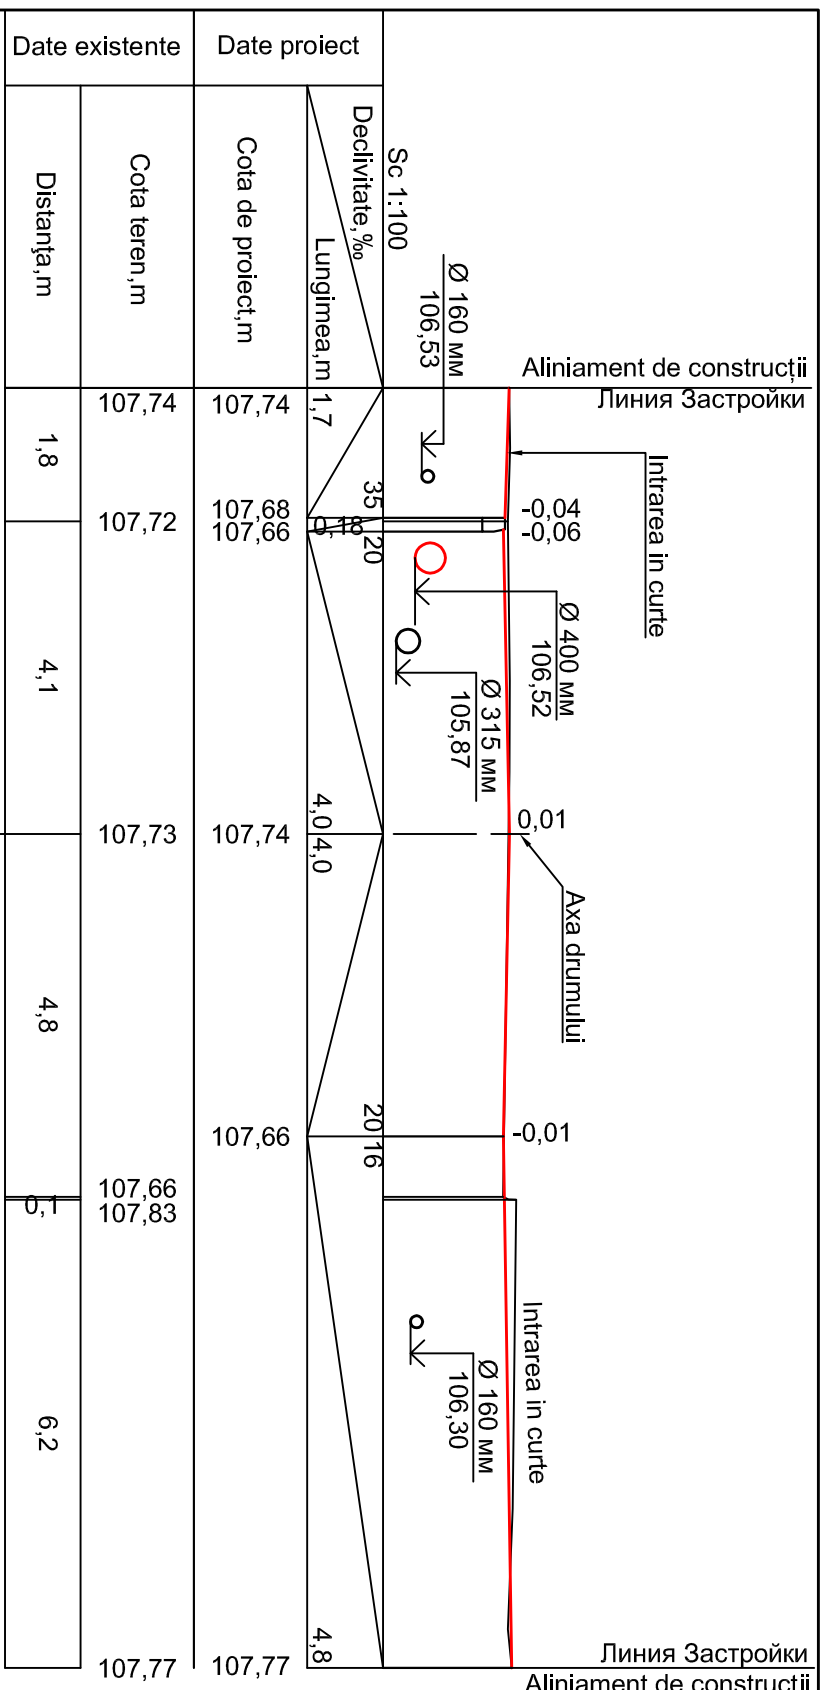 Date existente
Date proiect
Distanța,m
Cota teren,m
Cota de proiect,m
Declivitate,‰
Lungimea,m
Sc 1:100
Ø 160 мм
106,53
Aliniament de construcții
Линия Застройки
107,74
107,74
1,7
1,8
35
Intrarea in curte
-0,04
-0,06
107,72
107,68
107,66
0,18
20
Ø 400 мм
106,52
Ø 315 мм
105,87
4,1
4,0
0,01
107,73
107,74
4,0
Axa drumului
4,8
20
107,66
-0,01
16
107,66
0,1
107,83
Intrarea in curte
Ø 160 мм
106,30
6,2
4,8
107,77
107,77
Линия Застройки
Aliniament de construcții